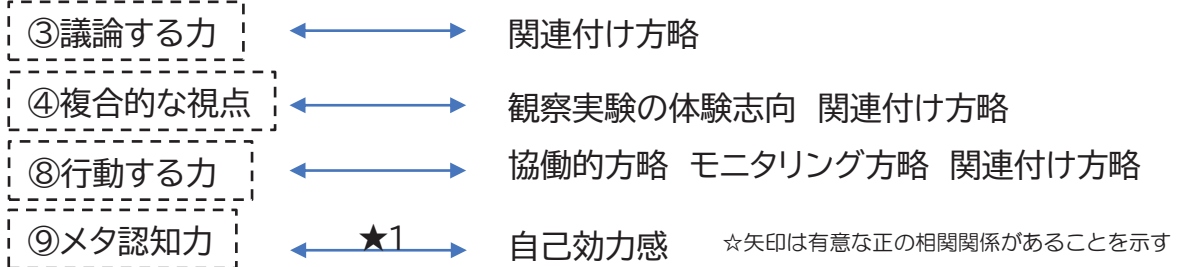 ③議論する力 関連付け方略
④複合的な視点 観察実験の体験志向 関連付け方略
⑧行動する力 協働的方略 モニタリング方略 関連付け方略
⑨メタ認知力 ★1 自己効力感 ☆矢印は有意な正の相関関係があることを示す